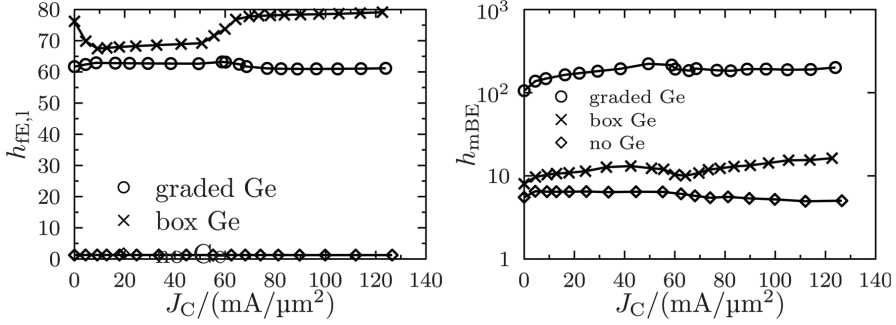 80
70
60
50
40
30
20
10
0
h_fE,l
graded Ge
box Ge
no Ge
0 20 40 60 80 100 120 140
J_C/(mA/µm²)
10³
10²
10
1
h_mBE
graded Ge
box Ge
no Ge
0 20 40 60 80 100 120 140
J_C/(mA/µm²)